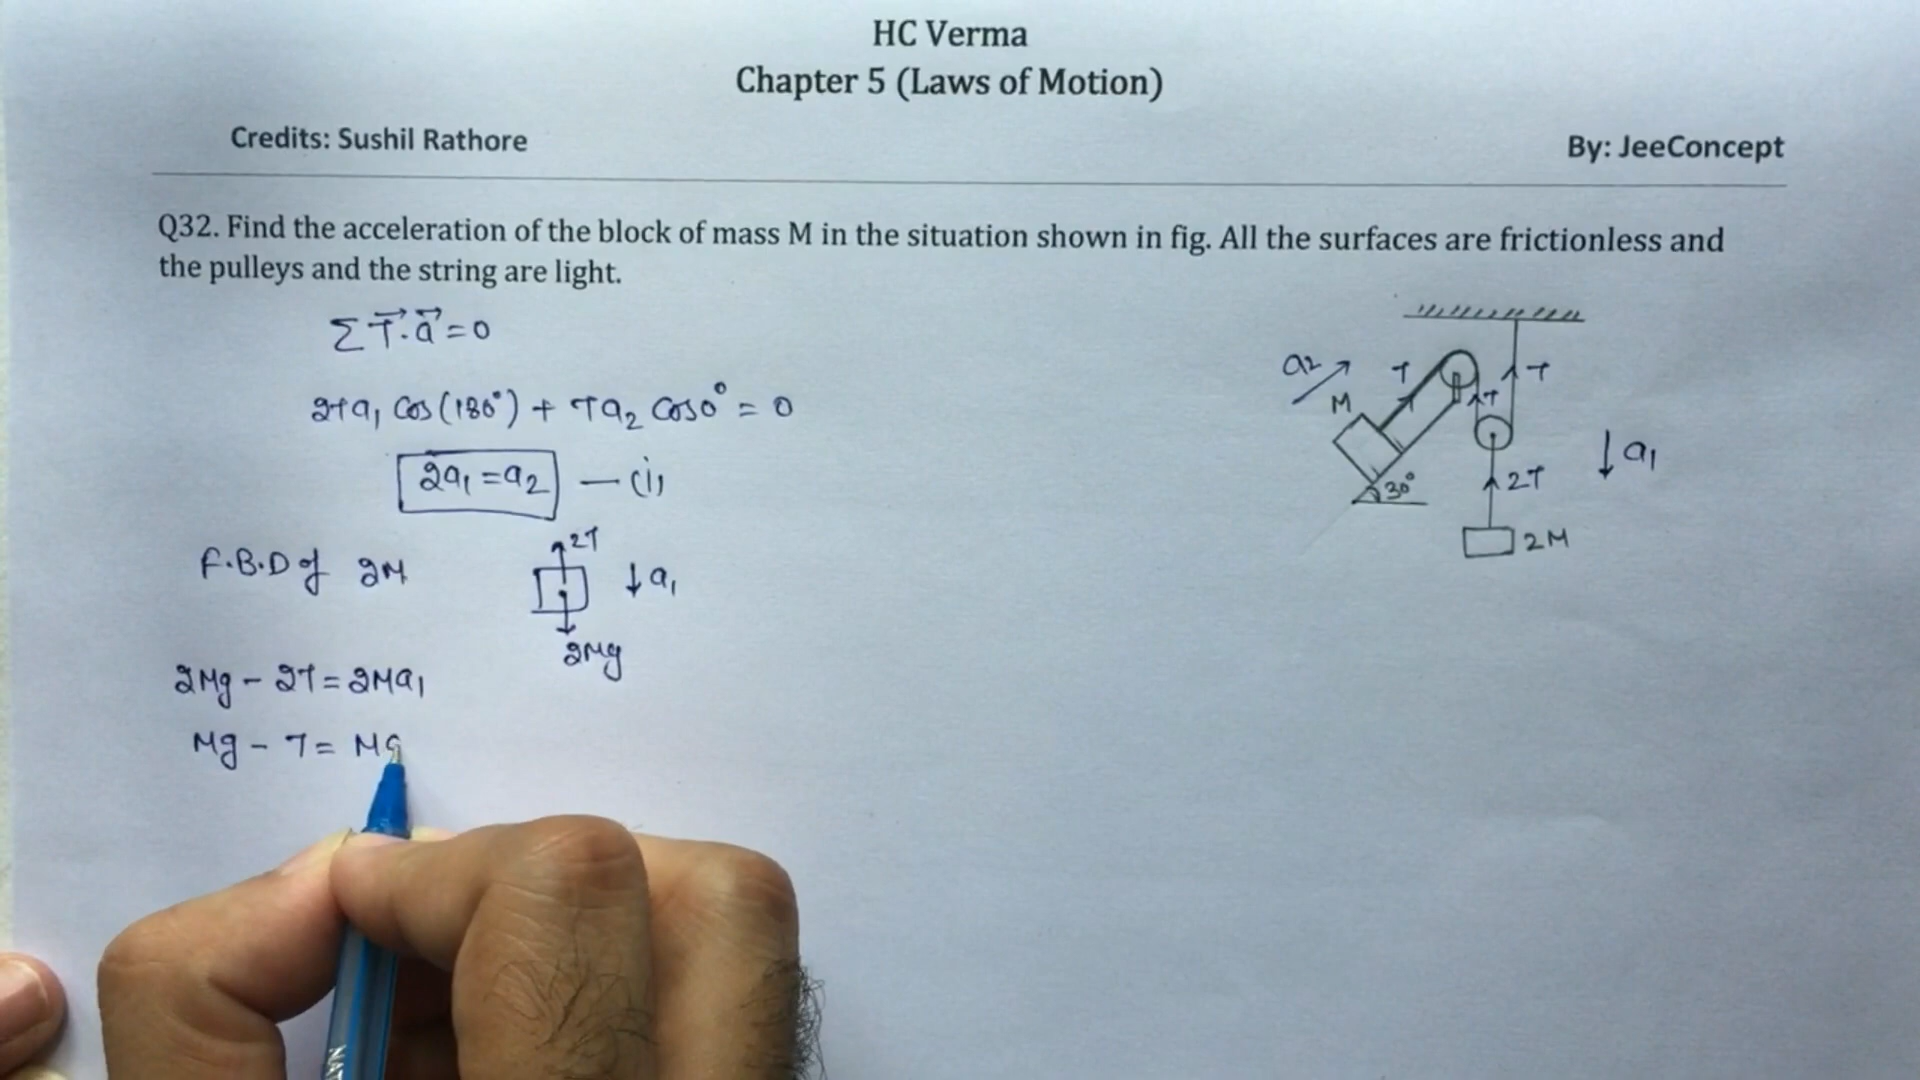 HC Verma
Chapter 5 (Laws of Motion)
Credits: Sushil Rathore
By: JeeConcept
Q32. Find the acceleration of the block of mass M in the situation shown in fig. All the surfaces are frictionless and
the pulleys and the string are light.
Σ T⃗·a⃗ = 0
2Ta₁ Cos(180°) + Ta₂ Cos0° = 0
2a₁ = a₂ — (i)
F.B.D of 2M
2T
↓a₁
2Mg
2Mg - 2T = 2Ma₁
Mg - T = Ma
a₂
T
T
M
T
↓a₁
30°
2T
2M